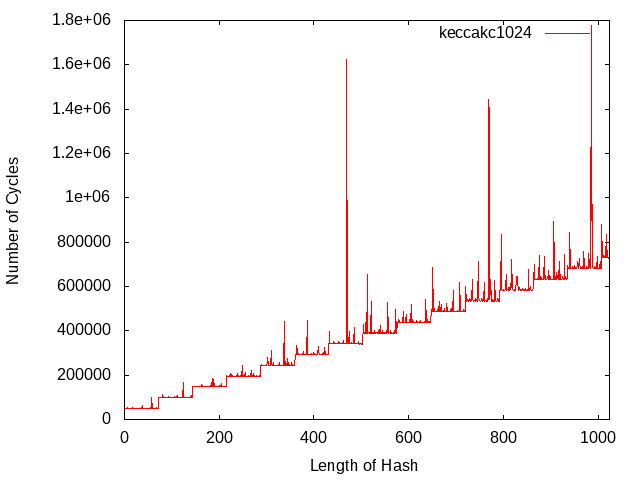 1.8e+06
keccakc1024
1.6e+06
1.4e+06
1.2e+06
1e+06
800000
600000
400000
200000
0
Number of Cycles
0 200 400 600 800 1000
Length of Hash